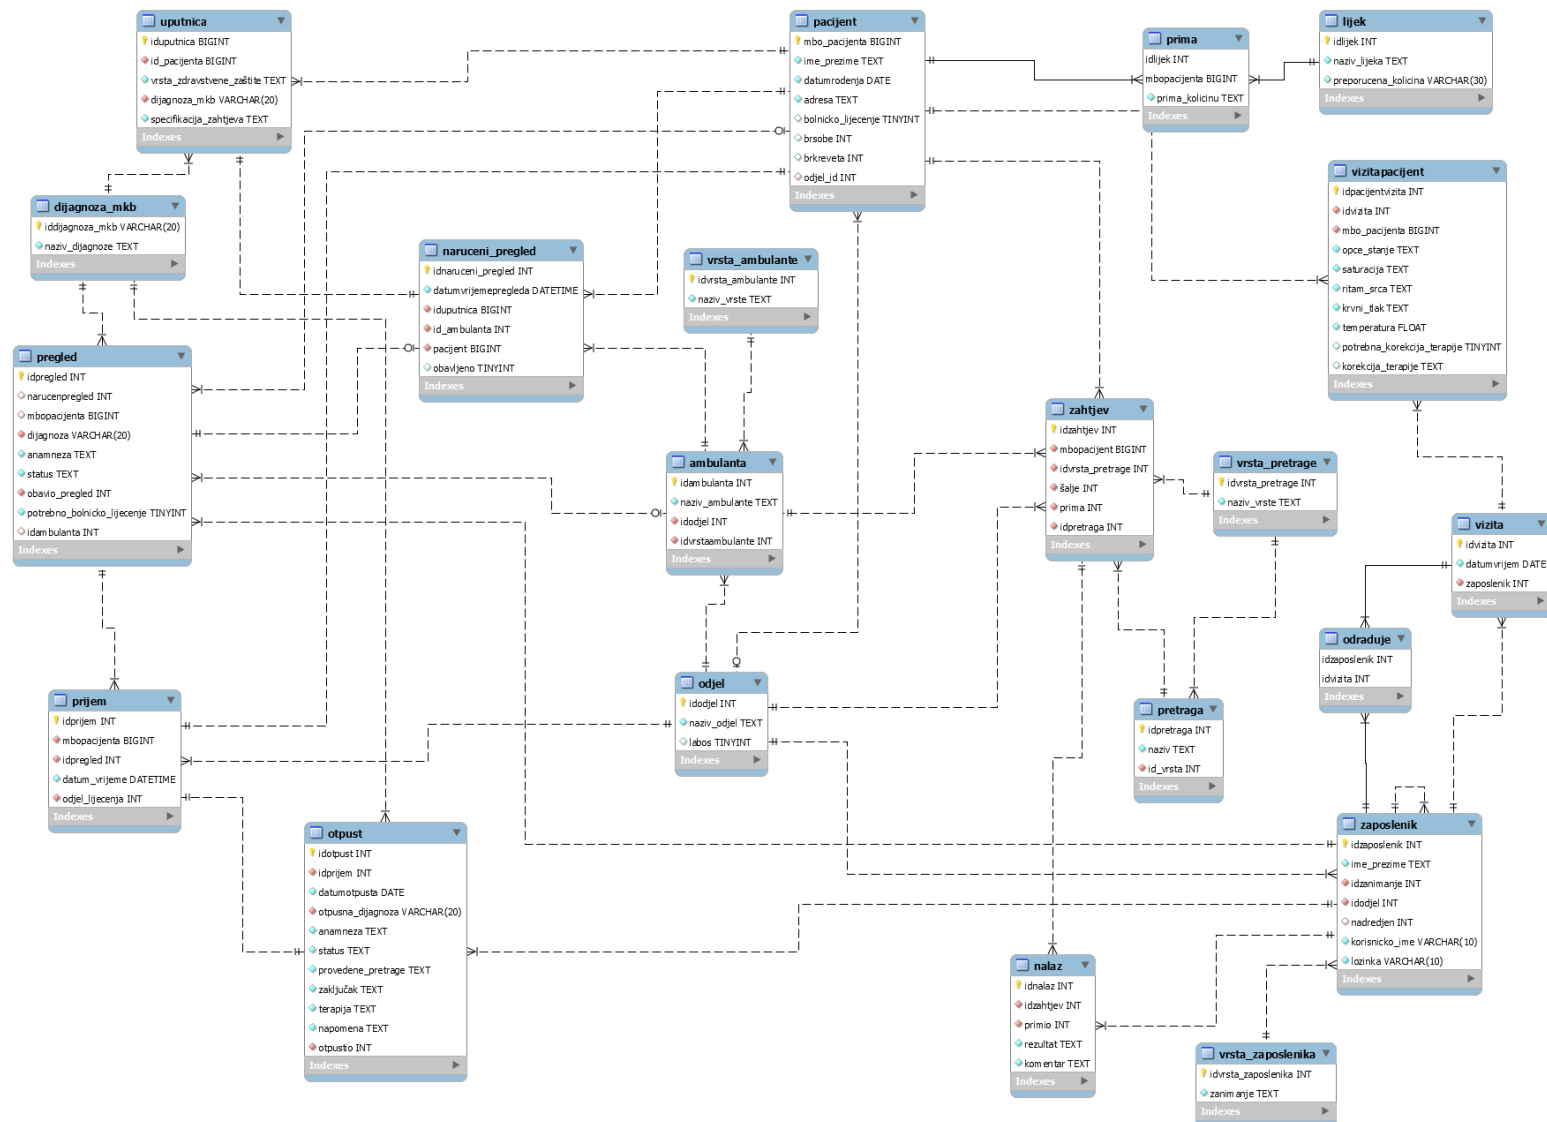 uputnica
iduputnica BIGINT
id_pacijenta BIGINT
vrsta_zdravstvene_zaštite TEXT
dijagnoza_mkb VARCHAR(20)
specifikacija_zahtjeva TEXT
Indexes
pacijent
mbo_pacijenta BIGINT
ime_prezime TEXT
datumrodenja DATE
adresa TEXT
bolnicko_lijecenje TINYINT
brsobe INT
brkreveta INT
odjel_id INT
Indexes
prima
idlijek INT
mbopacijenta BIGINT
prima_kolicinu TEXT
Indexes
lijek
idlijek INT
naziv_lijeka TEXT
preporucena_kolicina VARCHAR(30)
Indexes
dijagnoza_mkb
iddijagnoza_mkb VARCHAR(20)
naziv_dijagnoze TEXT
Indexes
naruceni_pregled
idnaruceni_pregled INT
datumvrijemepregleda DATETIME
iduputnica BIGINT
id_ambulanta INT
pacijent BIGINT
obavljeno TINYINT
Indexes
vrsta_ambulante
idvrsta_ambulante INT
naziv_vrste TEXT
Indexes
vizitapacijent
idpacijentvizita INT
idvizita INT
mbo_pacijenta BIGINT
opce_stanje TEXT
saturacija TEXT
ritam_srca TEXT
krvni_tlak TEXT
temperatura FLOAT
potrebna_korekcija_terapije TINYINT
korekcija_terapije TEXT
Indexes
pregled
idpregled INT
narucenpregled INT
mbopacijenta BIGINT
dijagnoza VARCHAR(20)
anamneza TEXT
status TEXT
obavio_pregled INT
potrebno_bolnicko_lijecenje TINYINT
idambulanta INT
Indexes
ambulanta
idambulanta INT
naziv_ambulante TEXT
idodjel INT
idvrstaambulante INT
Indexes
zahtjev
idzahtjev INT
mbopacijent BIGINT
idvrsta_pretrage INT
šalje INT
prima INT
idpretraga INT
Indexes
vrsta_pretrage
idvrsta_pretrage INT
naziv_vrste TEXT
Indexes
vizita
idvizita INT
datumvrijem DATE
zaposlenik INT
Indexes
odraduje
idzaposlenik INT
idvizita INT
Indexes
prijem
idprijem INT
mbopacijenta BIGINT
idpregled INT
datum_vrijeme DATETIME
odjel_lijecenja INT
Indexes
odjel
idodjel INT
naziv_odjel TEXT
labos TINYINT
Indexes
pretraga
idpretraga INT
naziv TEXT
id_vrsta INT
Indexes
otpust
idotpust INT
idprijem INT
datumotpusta DATE
otpusna_dijagnoza VARCHAR(20)
anamneza TEXT
status TEXT
provedene_pretrage TEXT
zaključak TEXT
terapija TEXT
napomena TEXT
otpustio INT
Indexes
zaposlenik
idzaposlenik INT
ime_prezime TEXT
idzanimanje INT
idodjel INT
nadredjen INT
korisnicko_ime VARCHAR(10)
lozinka VARCHAR(10)
Indexes
nalaz
idnalaz INT
idzahtjev INT
primio INT
rezultat TEXT
komentar TEXT
Indexes
vrsta_zaposlenika
idvrsta_zaposlenika INT
zanimanje TEXT
Indexes